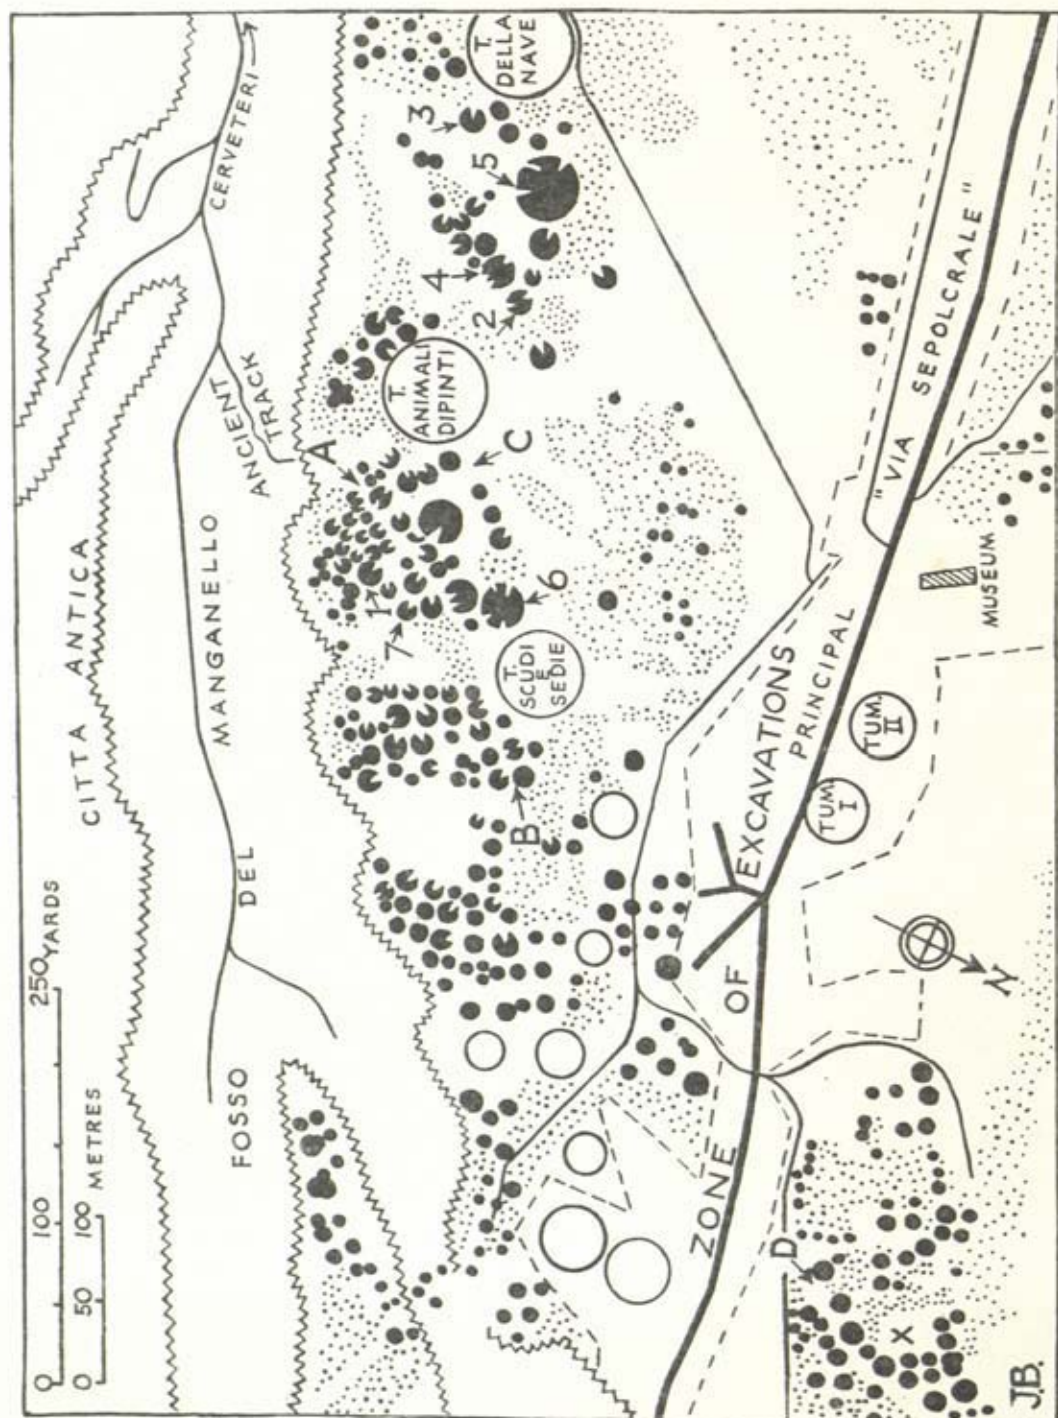 0 100 250 YARDS
0 50 100 METRES
CITTA ANTICA
FOSSO DEL MANGANELLO
ANCIENT
TRACK
CERVETERI
A
1
7
C
6
B
T.
SCUDI
E
SEDIE
T.
ANIMALI
DIPINTI
2
4
5
3
T.
DELLA
NAVE
ZONE OF EXCAVATIONS
PRINCIPAL
"VIA SEPOLCRALE"
TUM.
I
TUM.
II
MUSEUM
N
D
X
J.B.